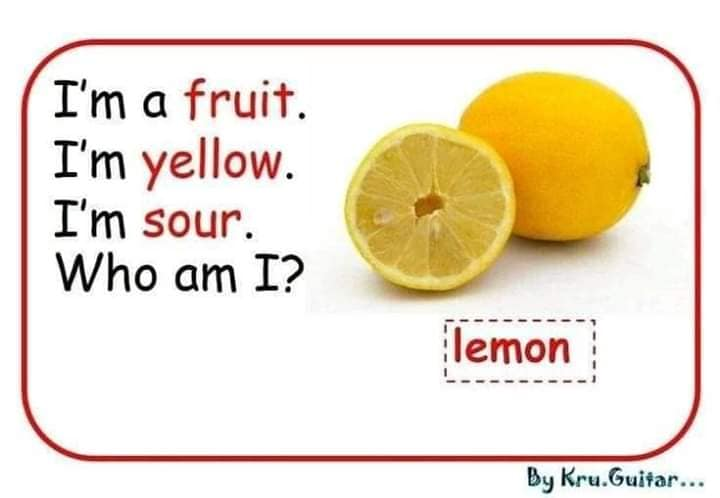 I'm a fruit.
I'm yellow.
I'm sour.
Who am I?
lemon
By Kru.Guitar...